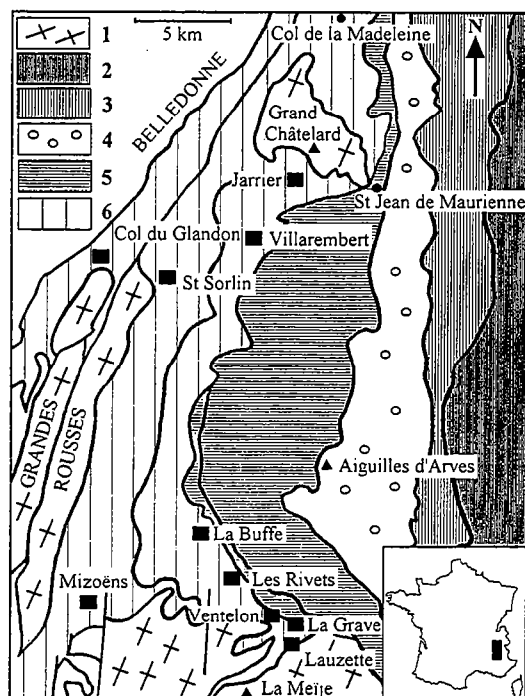 1
2
3
4
5
6
5 km
N
Col de la Madeleine
BELLEDONNE
Grand
Châtelard
Jarrier
St Jean de Maurienne
Col du Glandon
Villarembert
St Sorlin
GRANDES
ROUSSES
Aiguilles d'Arves
La Buffe
Mizoëns
Les Rivets
Ventelon
La Grave
Lauzette
La Meije